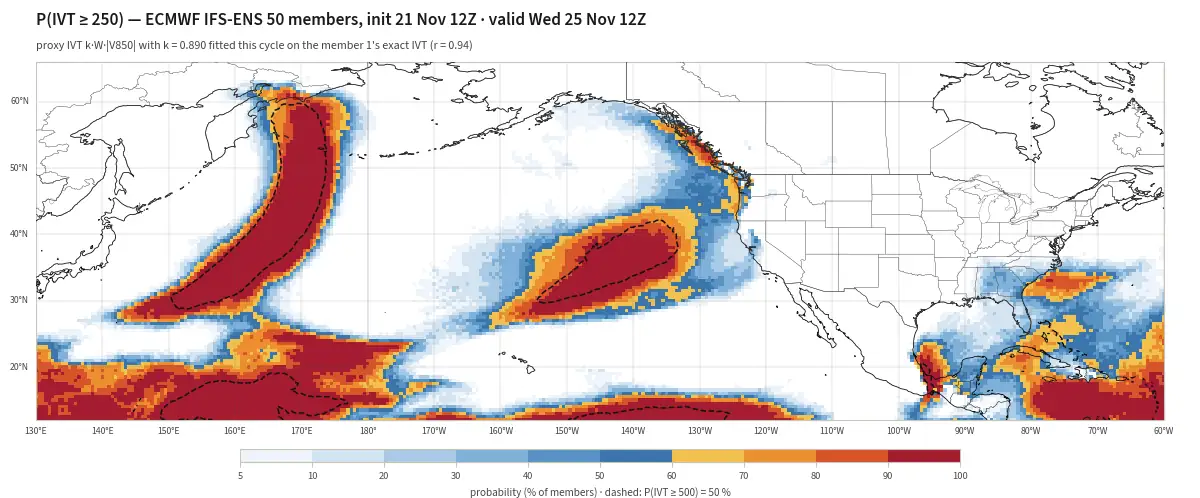 P(IVT ≥ 250) — ECMWF IFS-ENS 50 members, init 21 Nov 12Z · valid Wed 25 Nov 12Z
proxy IVT k·W·|V850| with k = 0.890 fitted this cycle on the member 1's exact IVT (r = 0.94)
60°N
50°N
40°N
30°N
20°N
130°E 140°E 150°E 160°E 170°E 180° 170°W 160°W 150°W 140°W 130°W 120°W 110°W 100°W 90°W 80°W 70°W 60°W
5 10 20 30 40 50 60 70 80 90 100
probability (% of members) · dashed: P(IVT ≥ 500) = 50 %